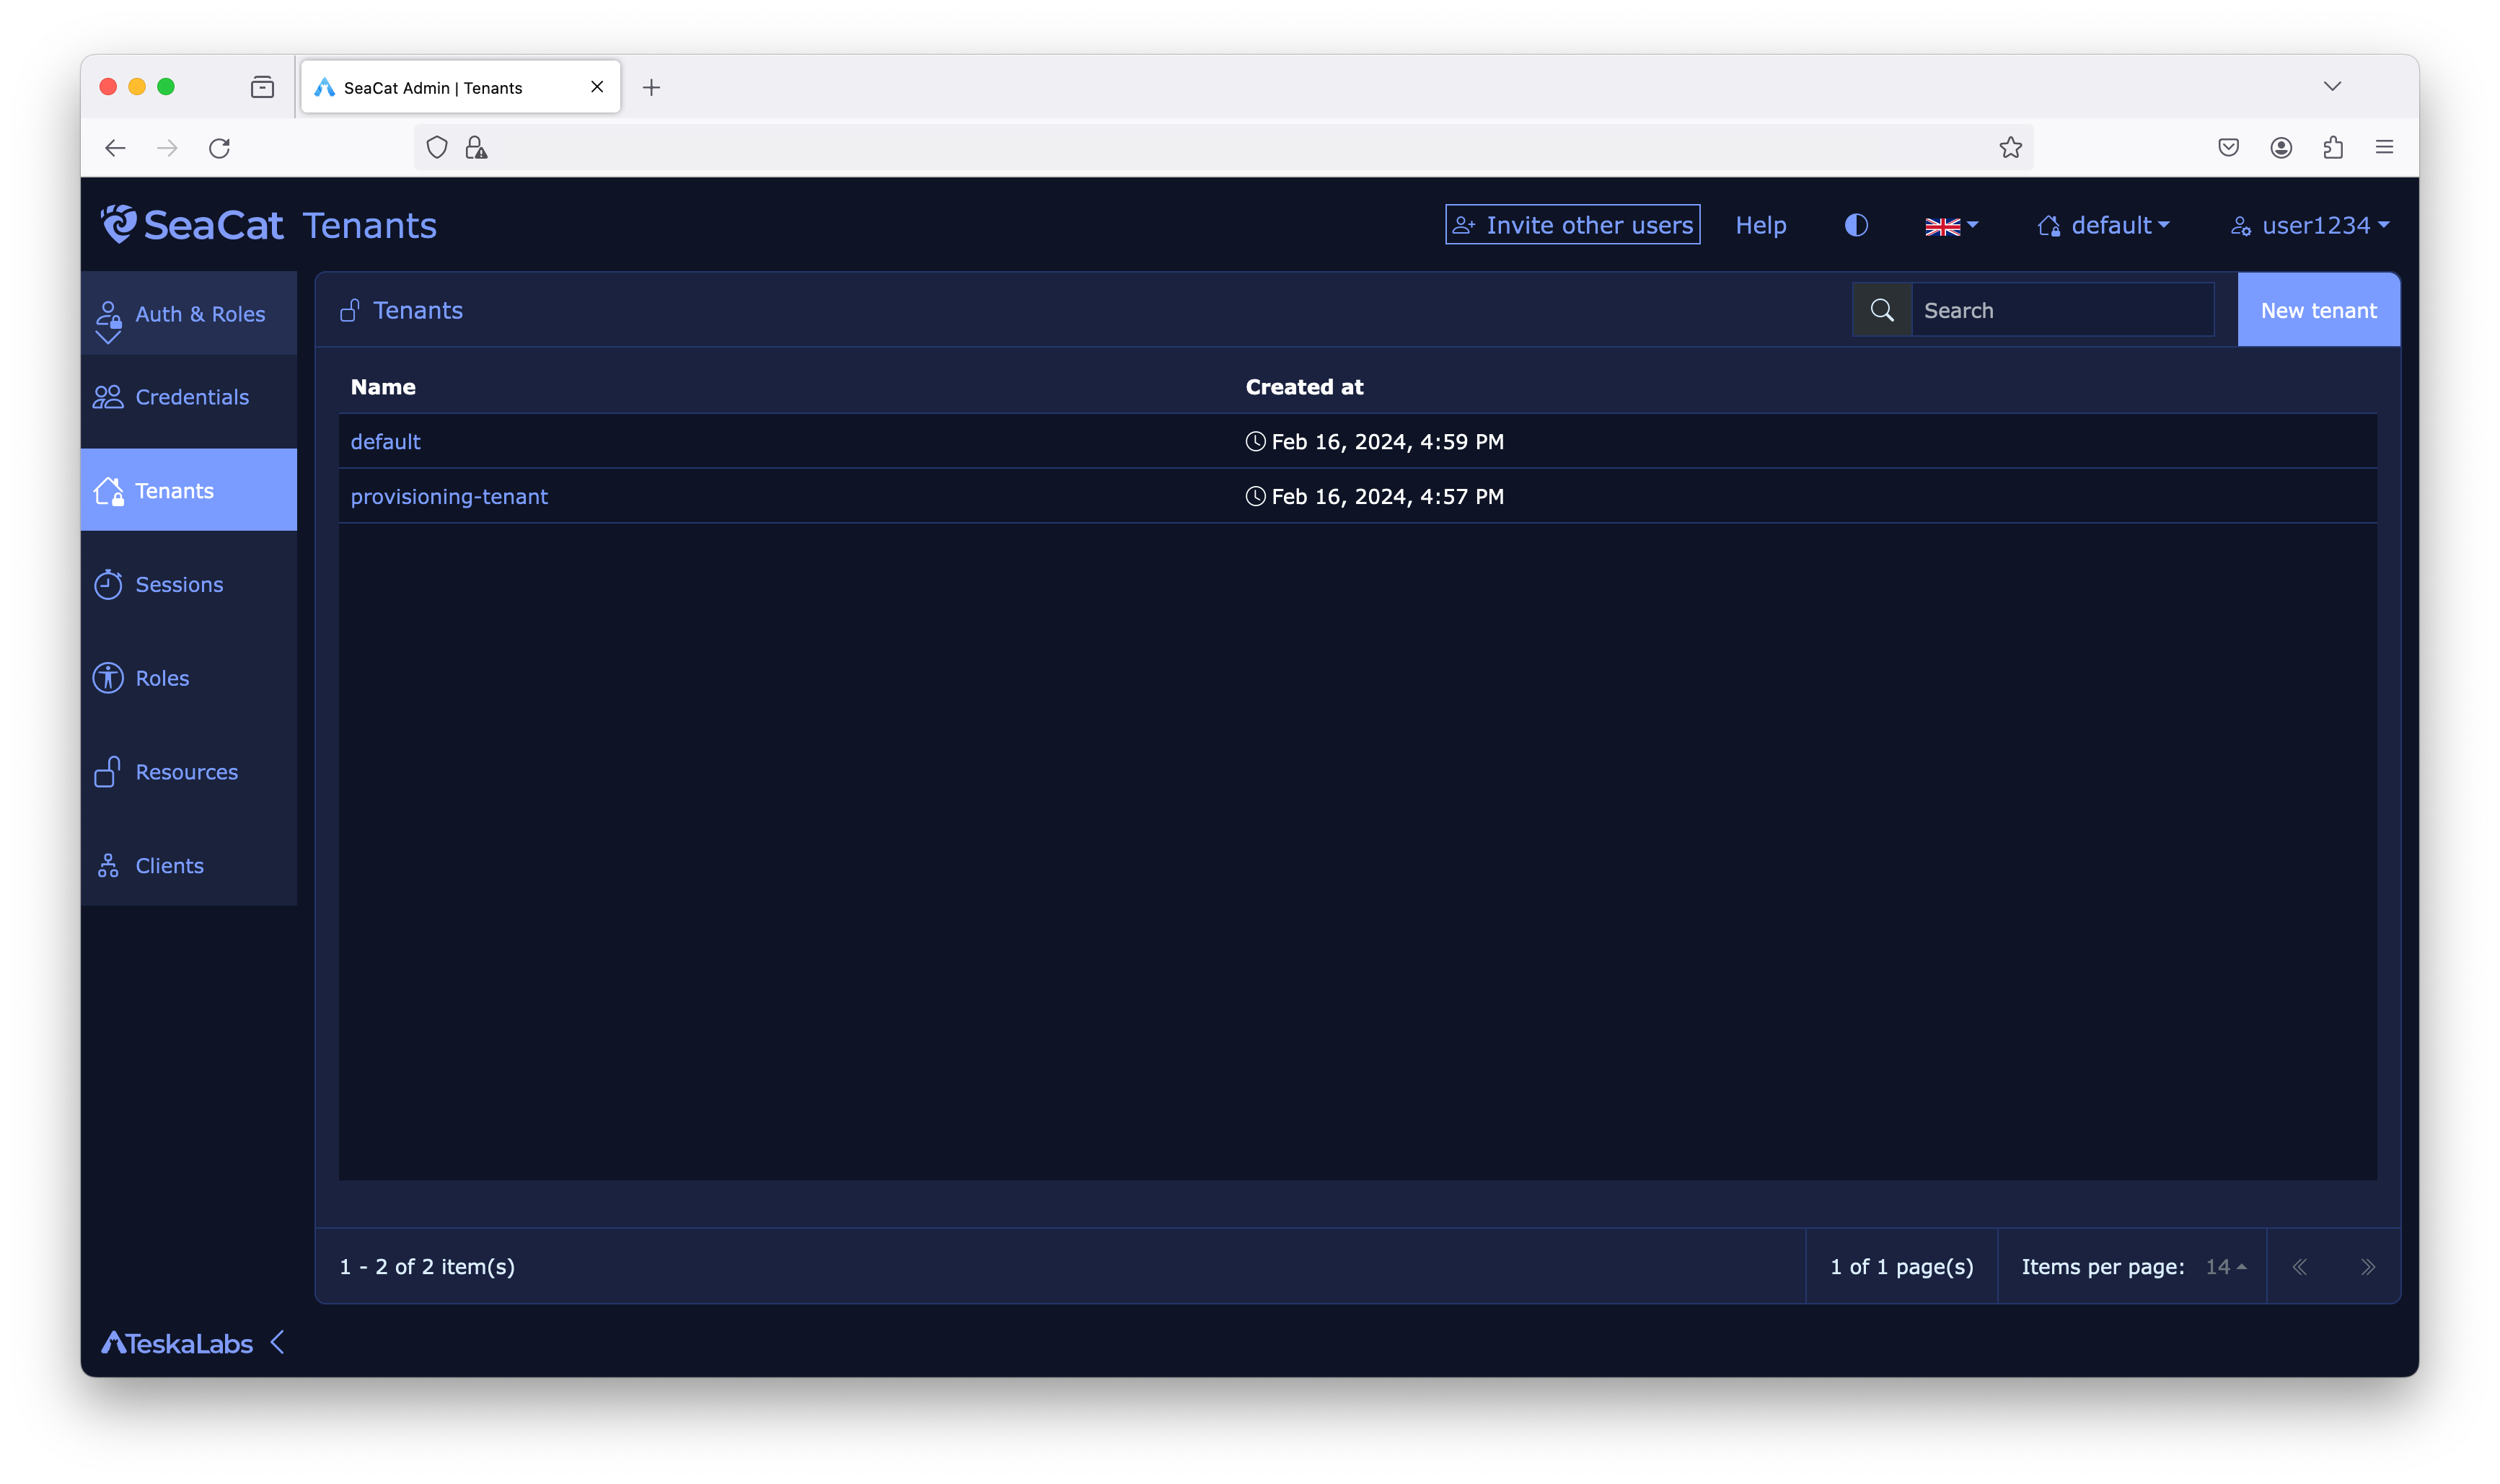 SeaCat Admin | Tenants
SeaCat Tenants
Invite other users
Help
default
user1234
Auth & Roles
Credentials
Tenants
Sessions
Roles
Resources
Clients
Tenants
Search
New tenant
Name Created at
default Feb 16, 2024, 4:59 PM
provisioning-tenant Feb 16, 2024, 4:57 PM
1 - 2 of 2 item(s)
1 of 1 page(s)
Items per page: 14
TeskaLabs